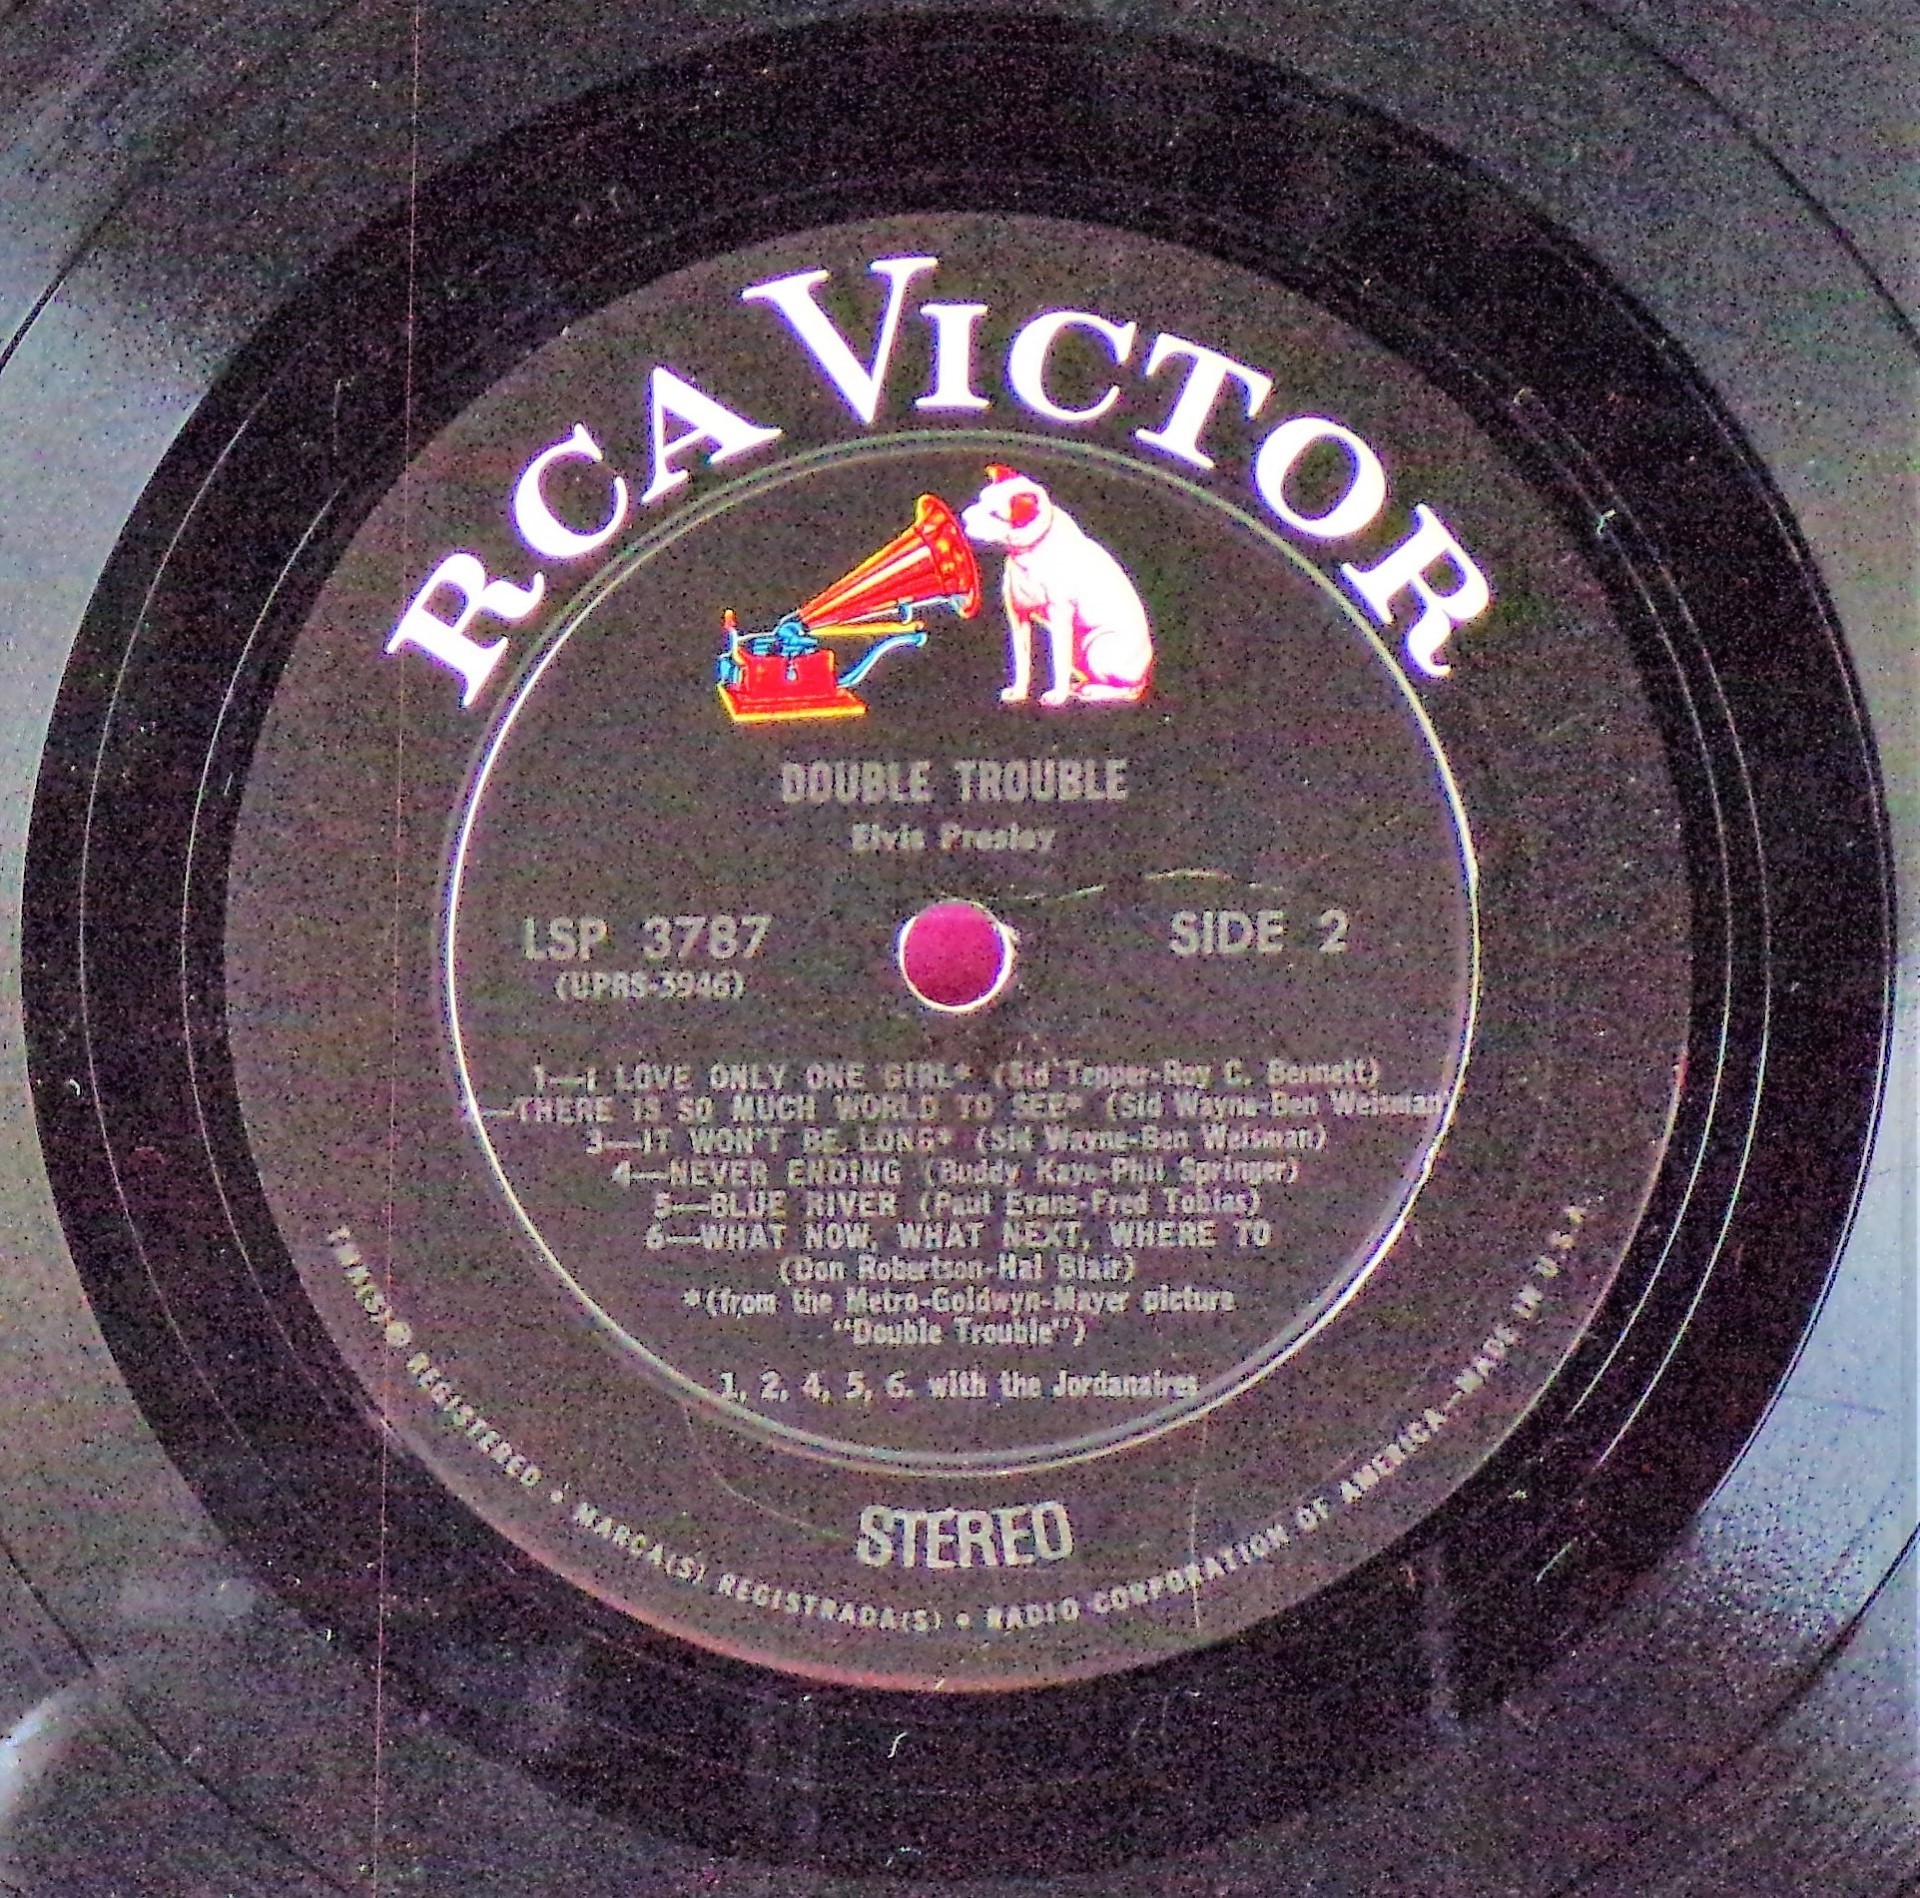 RCA VICTOR
DOUBLE TROUBLE
Elvis Presley
LSP 3787
SIDE 2
(UPRS-3946)
1—I LOVE ONLY ONE GIRL* (Sid Tepper-Roy C. Bennett)
—THERE IS SO MUCH WORLD TO SEE* (Sid Wayne-Ben Weisman)
3—IT WON'T BE LONG* (Sid Wayne-Ben Weisman)
4—NEVER ENDING (Buddy Kaye-Phil Springer)
5—BLUE RIVER (Paul Evans-Fred Tobias)
6—WHAT NOW, WHAT NEXT, WHERE TO
(Don Robertson-Hal Blair)
*(from the Metro-Goldwyn-Mayer picture
"Double Trouble")
1, 2, 4, 5, 6. with the Jordanaires
STEREO
TMK(S) ® REGISTERED • MARCA(S) REGISTRADA(S) • RADIO CORPORATION OF AMERICA—MADE IN U.S.A